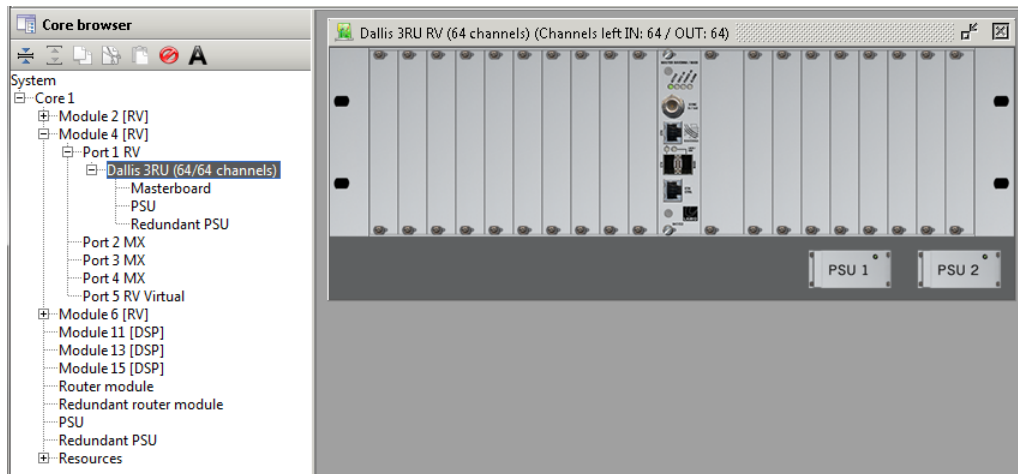 Core browser
A
System
Core 1
Module 2 [RV]
Module 4 [RV]
Port 1 RV
Dallis 3RU (64/64 channels)
Masterboard
PSU
Redundant PSU
Port 2 MX
Port 3 MX
Port 4 MX
Port 5 RV Virtual
Module 6 [RV]
Module 11 [DSP]
Module 13 [DSP]
Module 15 [DSP]
Router module
Redundant router module
PSU
Redundant PSU
Resources
Dallis 3RU RV (64 channels) (Channels left IN: 64 / OUT: 64)
PSU 1
PSU 2